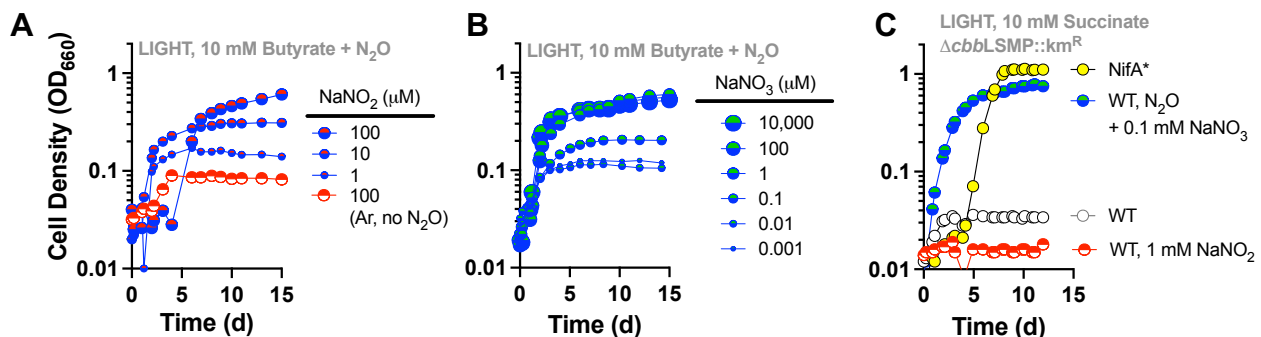 A
LIGHT, 10 mM Butyrate + N₂O
Cell Density (OD₆₆₀)
1
0.1
0.01
0
5
10
15
Time (d)
NaNO₂ (μM)
100
10
1
100
(Ar, no N₂O)
B
LIGHT, 10 mM Butyrate + N₂O
1
0.1
0.01
0
5
10
15
Time (d)
NaNO₃ (μM)
10,000
100
1
0.1
0.01
0.001
C
LIGHT, 10 mM Succinate
ΔcbbLSMP::kmᴿ
1
0.1
0.01
0
5
10
15
Time (d)
NifA*
WT, N₂O
+ 0.1 mM NaNO₃
WT
WT, 1 mM NaNO₂